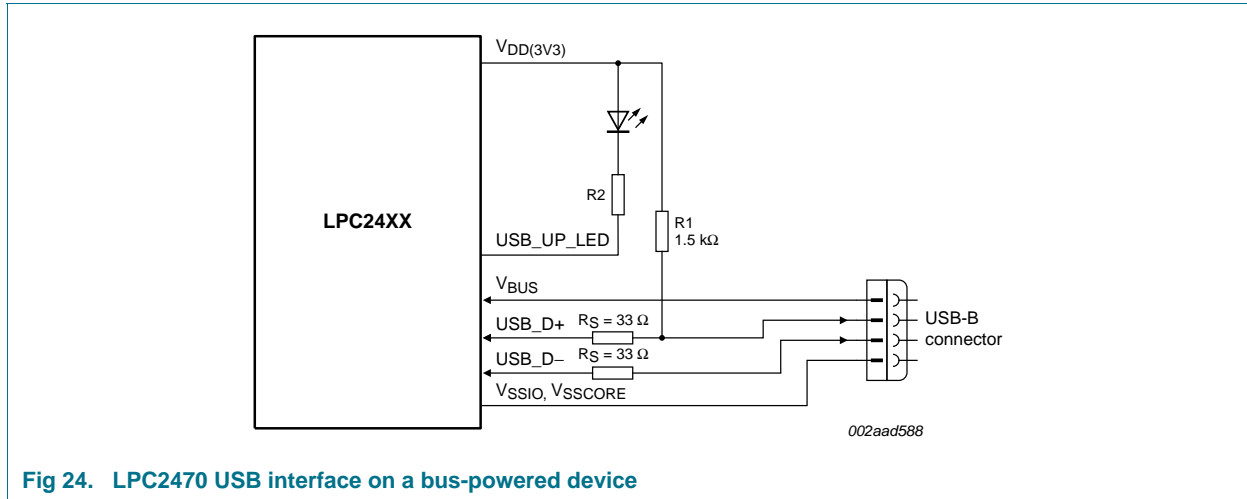 VDD(3V3)
R2
LPC24XX
R1
1.5 kΩ
USB_UP_LED
VBUS
USB_D+ RS = 33 Ω
USB-B
connector
USB_D− RS = 33 Ω
VSSIO, VSSCORE
002aad588
Fig 24. LPC2470 USB interface on a bus-powered device